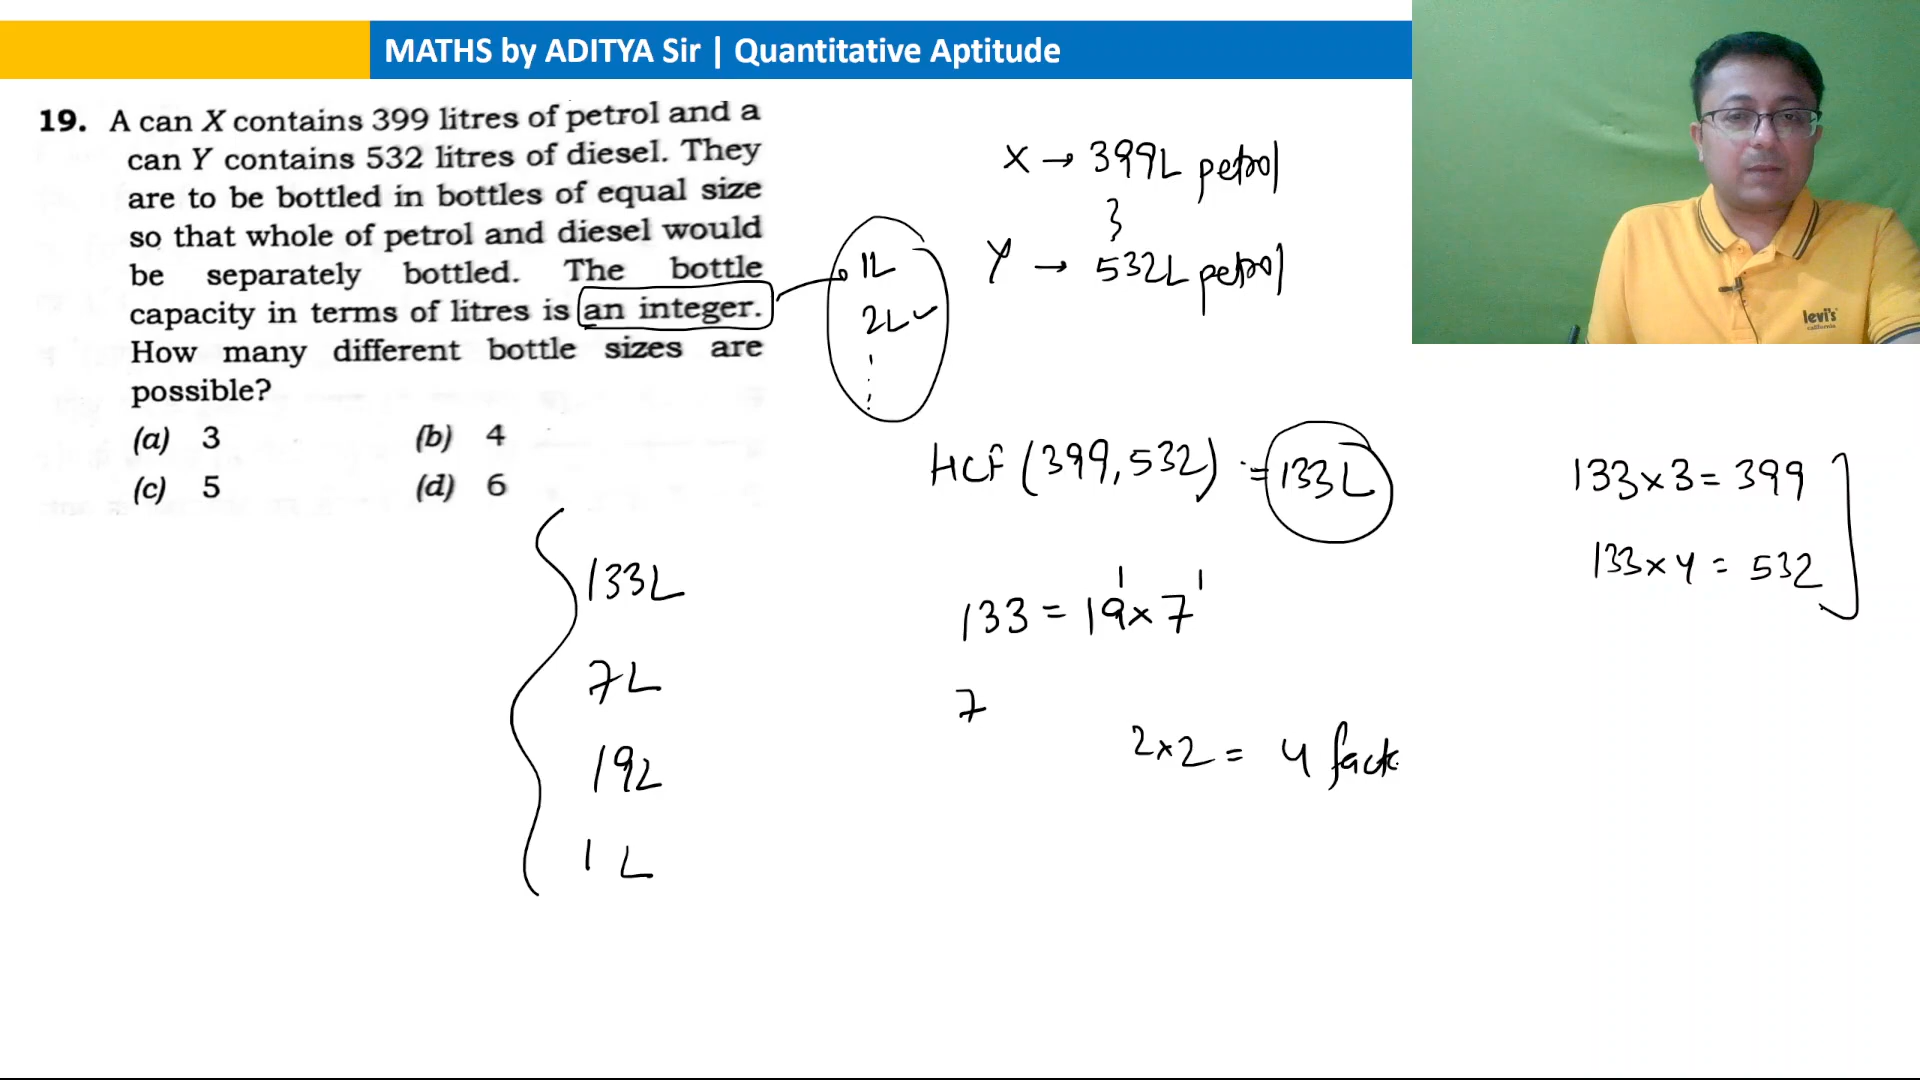 MATHS by ADITYA Sir | Quantitative Aptitude
19. A can X contains 399 litres of petrol and a
can Y contains 532 litres of diesel. They
are to be bottled in bottles of equal size
so that whole of petrol and diesel would
be separately bottled. The bottle
capacity in terms of litres is an integer.
How many different bottle sizes are
possible?
(a) 3 (b) 4
(c) 5 (d) 6
X → 399L petrol
Y → 532L petrol
1L
2L
HCF (399, 532) = 133L
133 x 3 = 399
133 x 4 = 532
133L
7L
19L
1L
133 = 19¹ x 7¹
7
2 x 2 = 4 fact
levi's
california